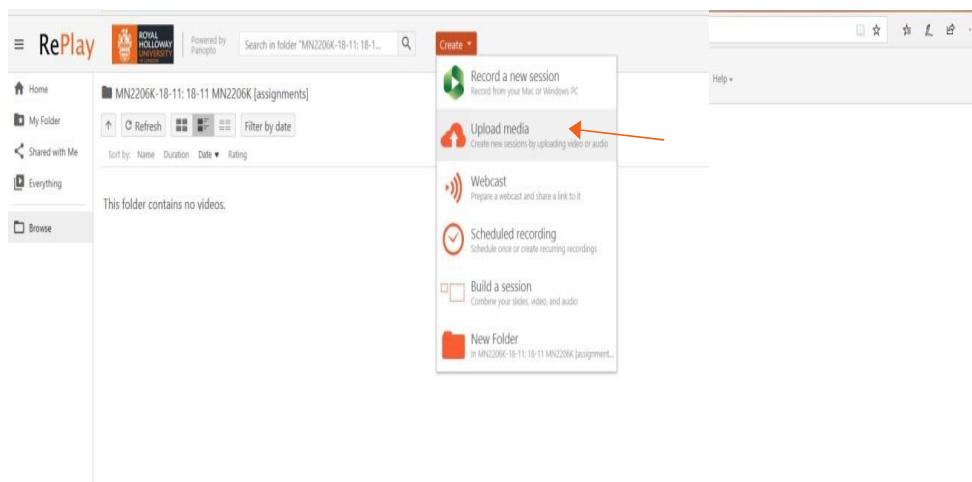 RePlay
ROYAL
HOLLOWAY
UNIVERSITY
OF LONDON
Powered by
Panopto
Search in folder "MN2206K-18-11: 18-1...
Create
Help
Home
My Folder
Shared with Me
Everything
Browse
MN2206K-18-11: 18-11 MN2206K [assignments]
Refresh
Filter by date
Sort by: Name Duration Date Rating
This folder contains no videos.
Record a new session
Record from your Mac or Windows PC
Upload media
Create new sessions by uploading video or audio
Webcast
Prepare a webcast and share a link to it
Scheduled recording
Schedule once or create recurring recordings
Build a session
Combine your slides, video, and audio
New Folder
In MN2206K-18-11: 18-11 MN2206K [assignment...